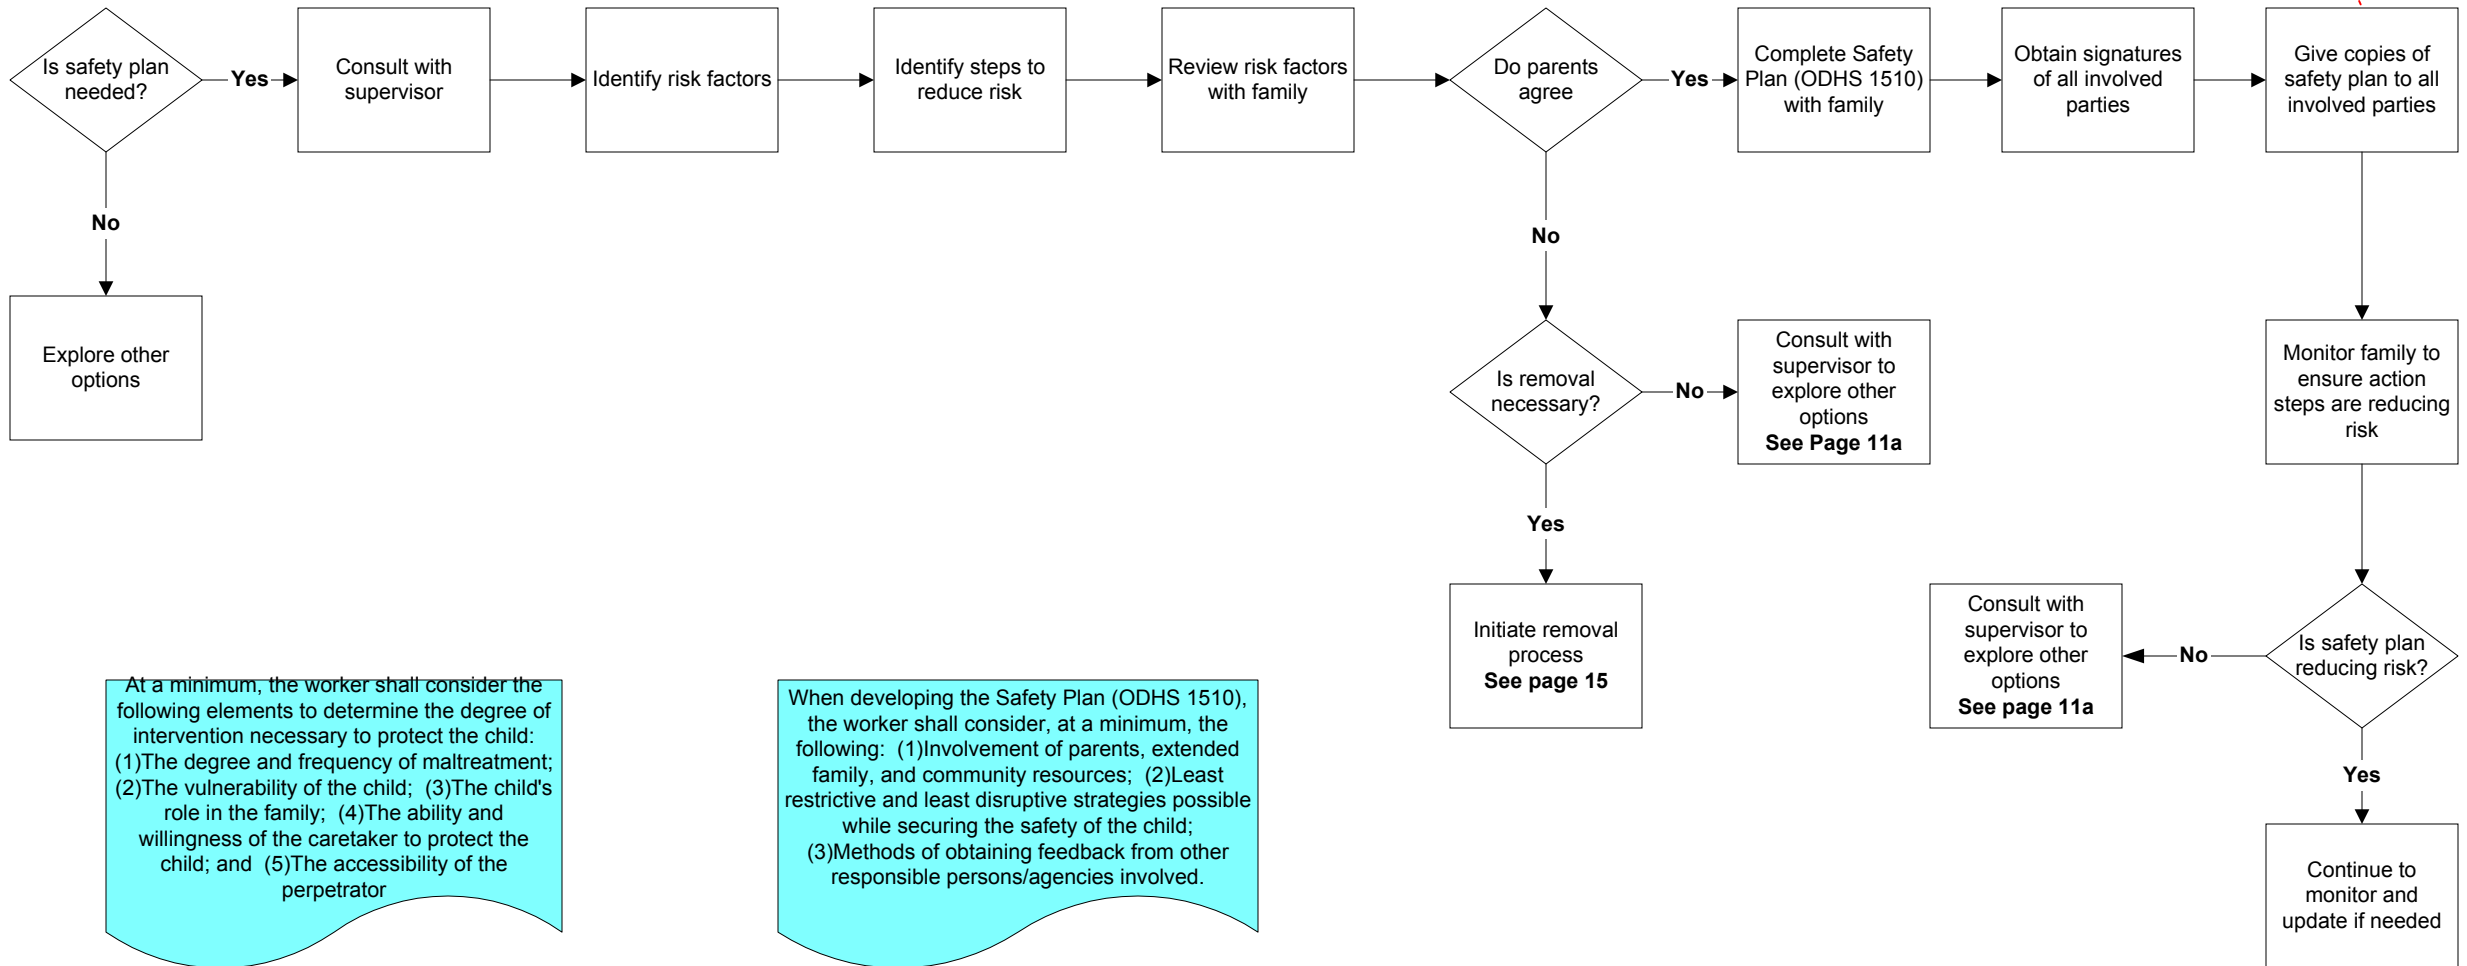 Is safety plan
needed?
Yes
Consult with
supervisor
Identify risk factors
Identify steps to
reduce risk
Review risk factors
with family
Do parents
agree
Yes
Complete Safety
Plan (ODHS 1510)
with family
Obtain signatures
of all involved
parties
Give copies of
safety plan to all
involved parties
No
Explore other
options
No
Is removal
necessary?
No
Consult with
supervisor to
explore other
options
See Page 11a
Monitor family to
ensure action
steps are reducing
risk
Yes
Initiate removal
process
See page 15
Consult with
supervisor to
explore other
options
See page 11a
No
Is safety plan
reducing risk?
Yes
Continue to
monitor and
update if needed
At a minimum, the worker shall consider the
following elements to determine the degree of
intervention necessary to protect the child:
(1)The degree and frequency of maltreatment;
(2)The vulnerability of the child; (3)The child's
role in the family; (4)The ability and
willingness of the caretaker to protect the
child; and (5)The accessibility of the
perpetrator
When developing the Safety Plan (ODHS 1510),
the worker shall consider, at a minimum, the
following: (1)Involvement of parents, extended
family, and community resources; (2)Least
restrictive and least disruptive strategies possible
while securing the safety of the child;
(3)Methods of obtaining feedback from other
responsible persons/agencies involved.